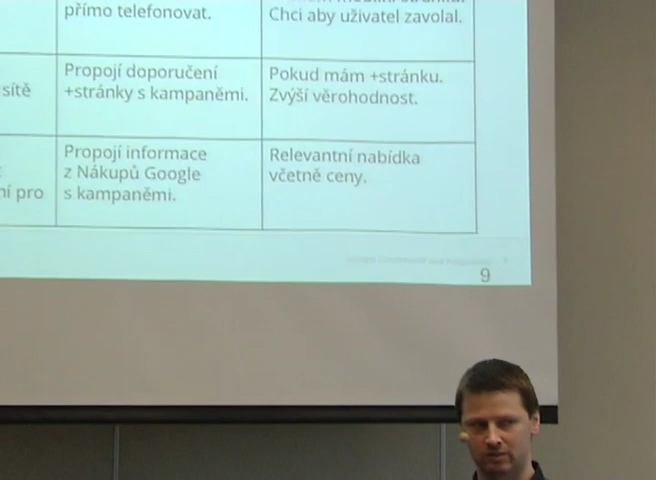 přímo telefonovat.
Chci aby uživatel zavolal.
sítě
Propojí doporučení
+stránky s kampaněmi.
Pokud mám +stránku.
Zvýší věrohodnost.
ní pro
Propojí informace
z Nákupů Google
s kampaněmi.
Relevantní nabídka
včetně ceny.
9